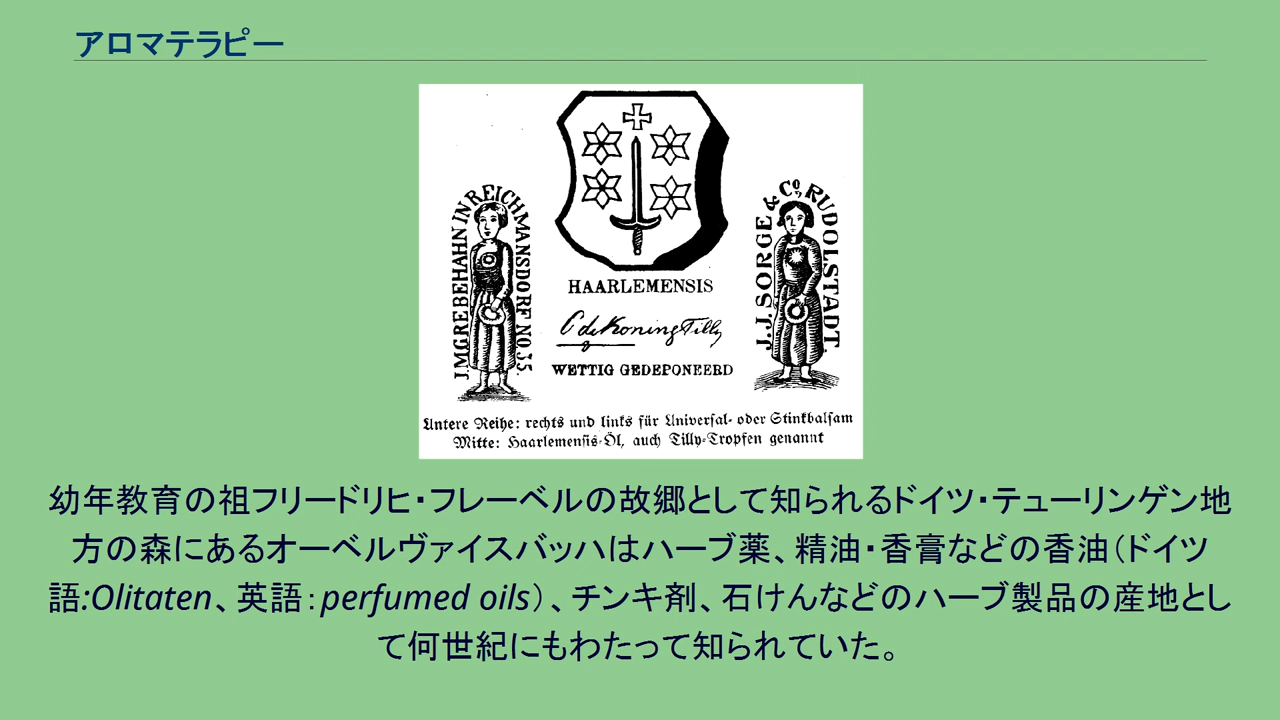 アロマテラピー
J.M.GREBEHAHN IN REICHMANSDORF NO.35.
HAARLEMENSIS
C de Koning Tilly
WETTIG GEDEPONEERD
J.J.SORGE & Co, RUDOLSTADT.
Untere Reihe: rechts und links für Universal- oder Stinkbalsam
Mitte: Haarlemensis-Öl, auch Tilly-Tropfen genannt
幼年教育の祖フリードリヒ・フレーベルの故郷として知られるドイツ・テューリンゲン地
方の森にあるオーベルヴァイスバッハはハーブ薬、精油・香膏などの香油（ドイツ
語:Olitaten、英語：perfumed oils）、チンキ剤、石けんなどのハーブ製品の産地とし
て何世紀にもわたって知られていた。